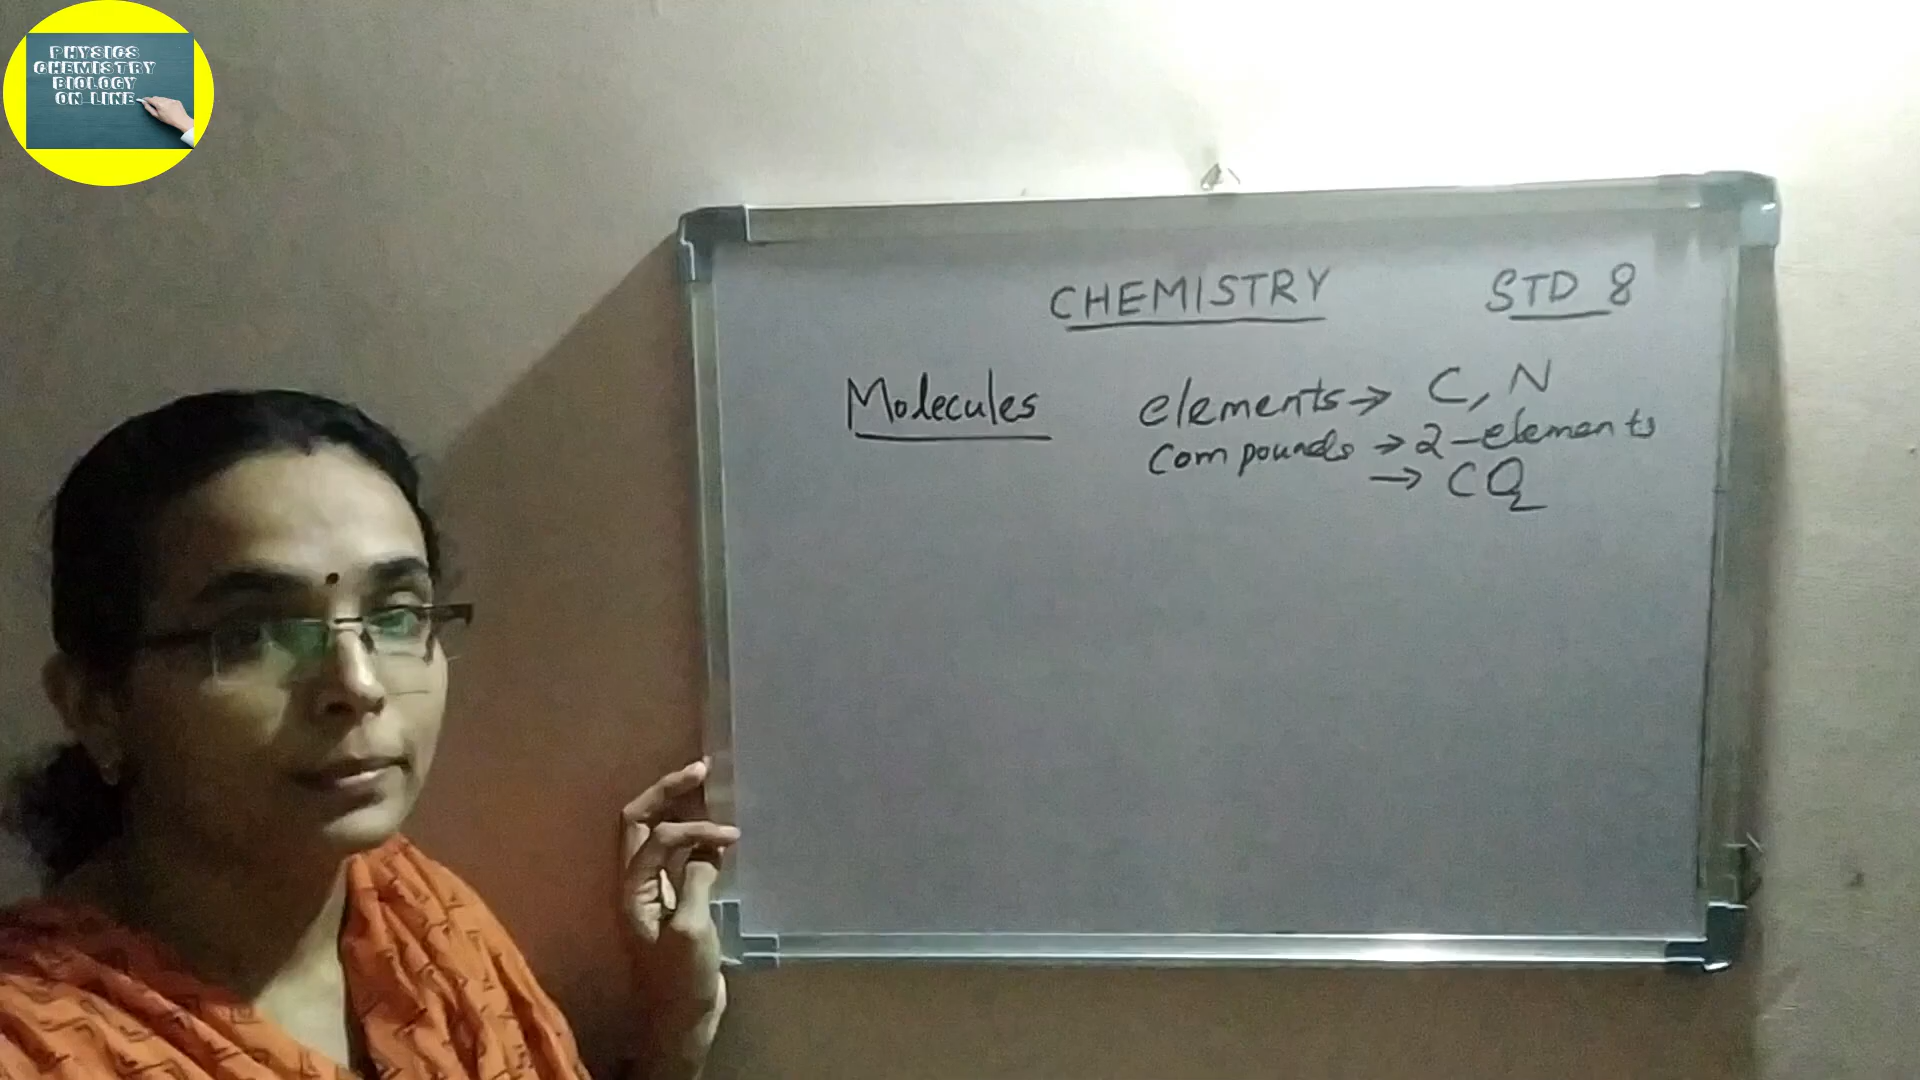 PHYSICS
CHEMISTRY
BIOLOGY
ON LINE
CHEMISTRY STD 8
Molecules elements → C, N
compounds → 2-elements
→ CO₂